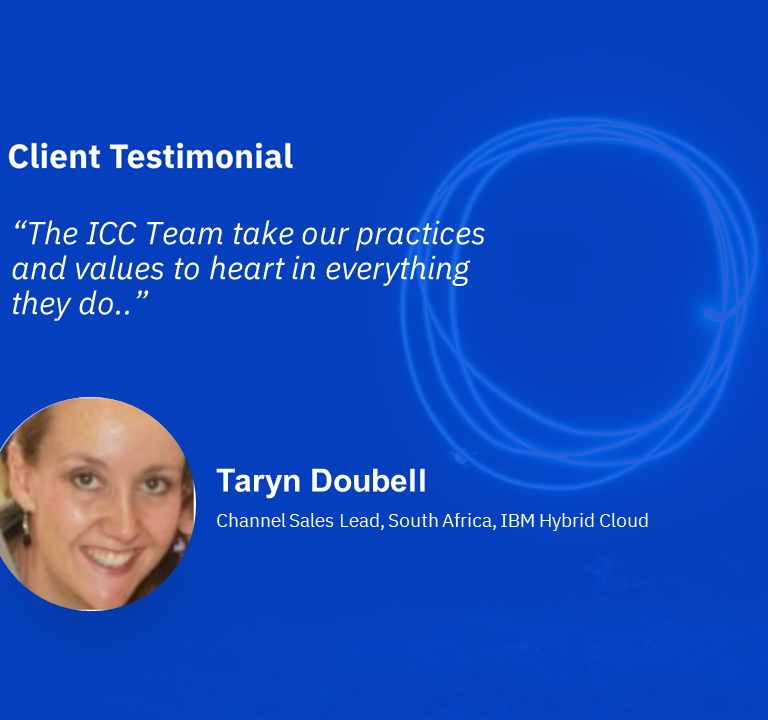 Client Testimonial
“The ICC Team take our practices
and values to heart in everything
they do..”
Taryn Doubell
Channel Sales Lead, South Africa, IBM Hybrid Cloud